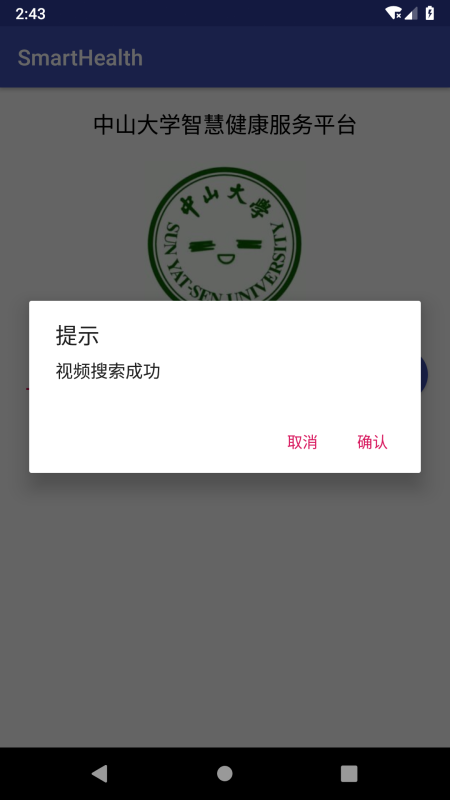 2:43
SmartHealth
中山大学智慧健康服务平台
中山大學
SUN YAT-SEN UNIVERSITY
提示
视频搜索成功
取消
确认